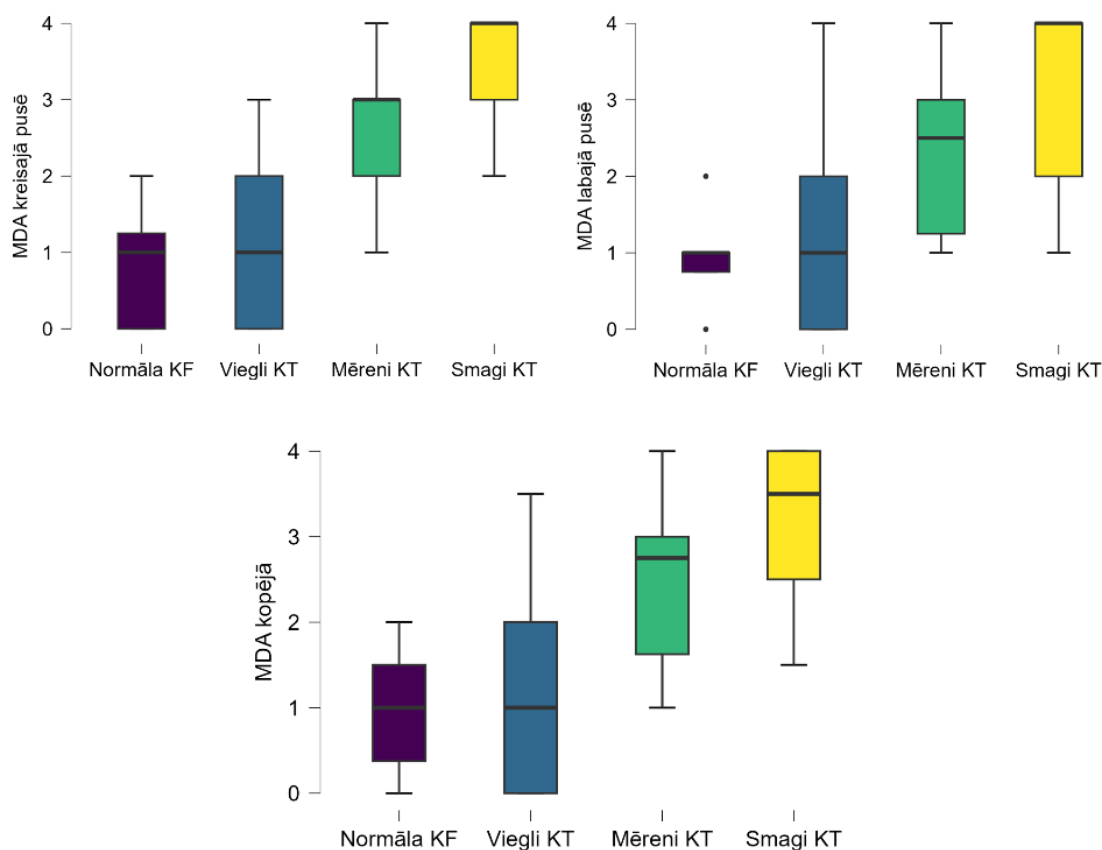 MDA kreisajā pusē
4
3
2
1
0
Normāla KF Viegli KT Mēreni KT Smagi KT
MDA labajā pusē
4
3
2
1
0
Normāla KF Viegli KT Mēreni KT Smagi KT
MDA kopējā
4
3
2
1
0
Normāla KF Viegli KT Mēreni KT Smagi KT